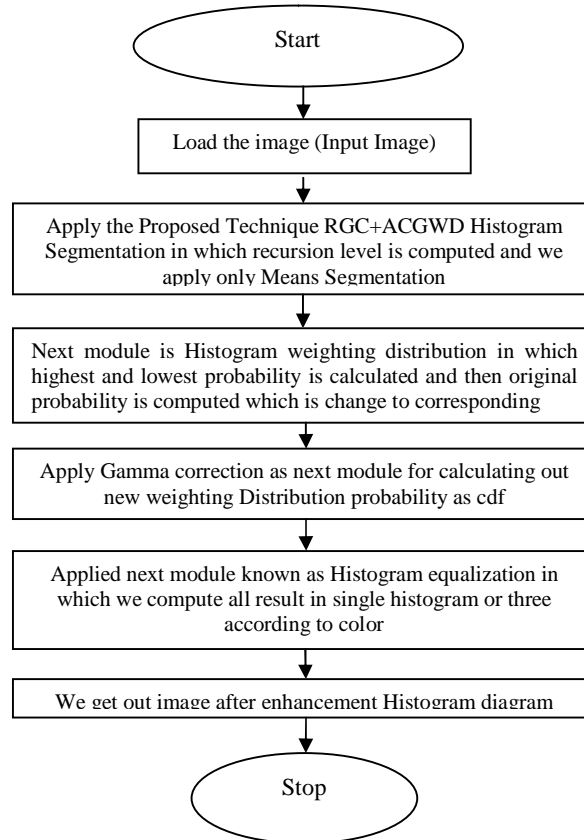 Start
Load the image (Input Image)
Apply the Proposed Technique RGC+ACGWD Histogram
Segmentation in which recursion level is computed and we
apply only Means Segmentation
Next module is Histogram weighting distribution in which
highest and lowest probability is calculated and then original
probability is computed which is change to corresponding
Apply Gamma correction as next module for calculating out
new weighting Distribution probability as cdf
Applied next module known as Histogram equalization in
which we compute all result in single histogram or three
according to color
We get out image after enhancement Histogram diagram
Stop